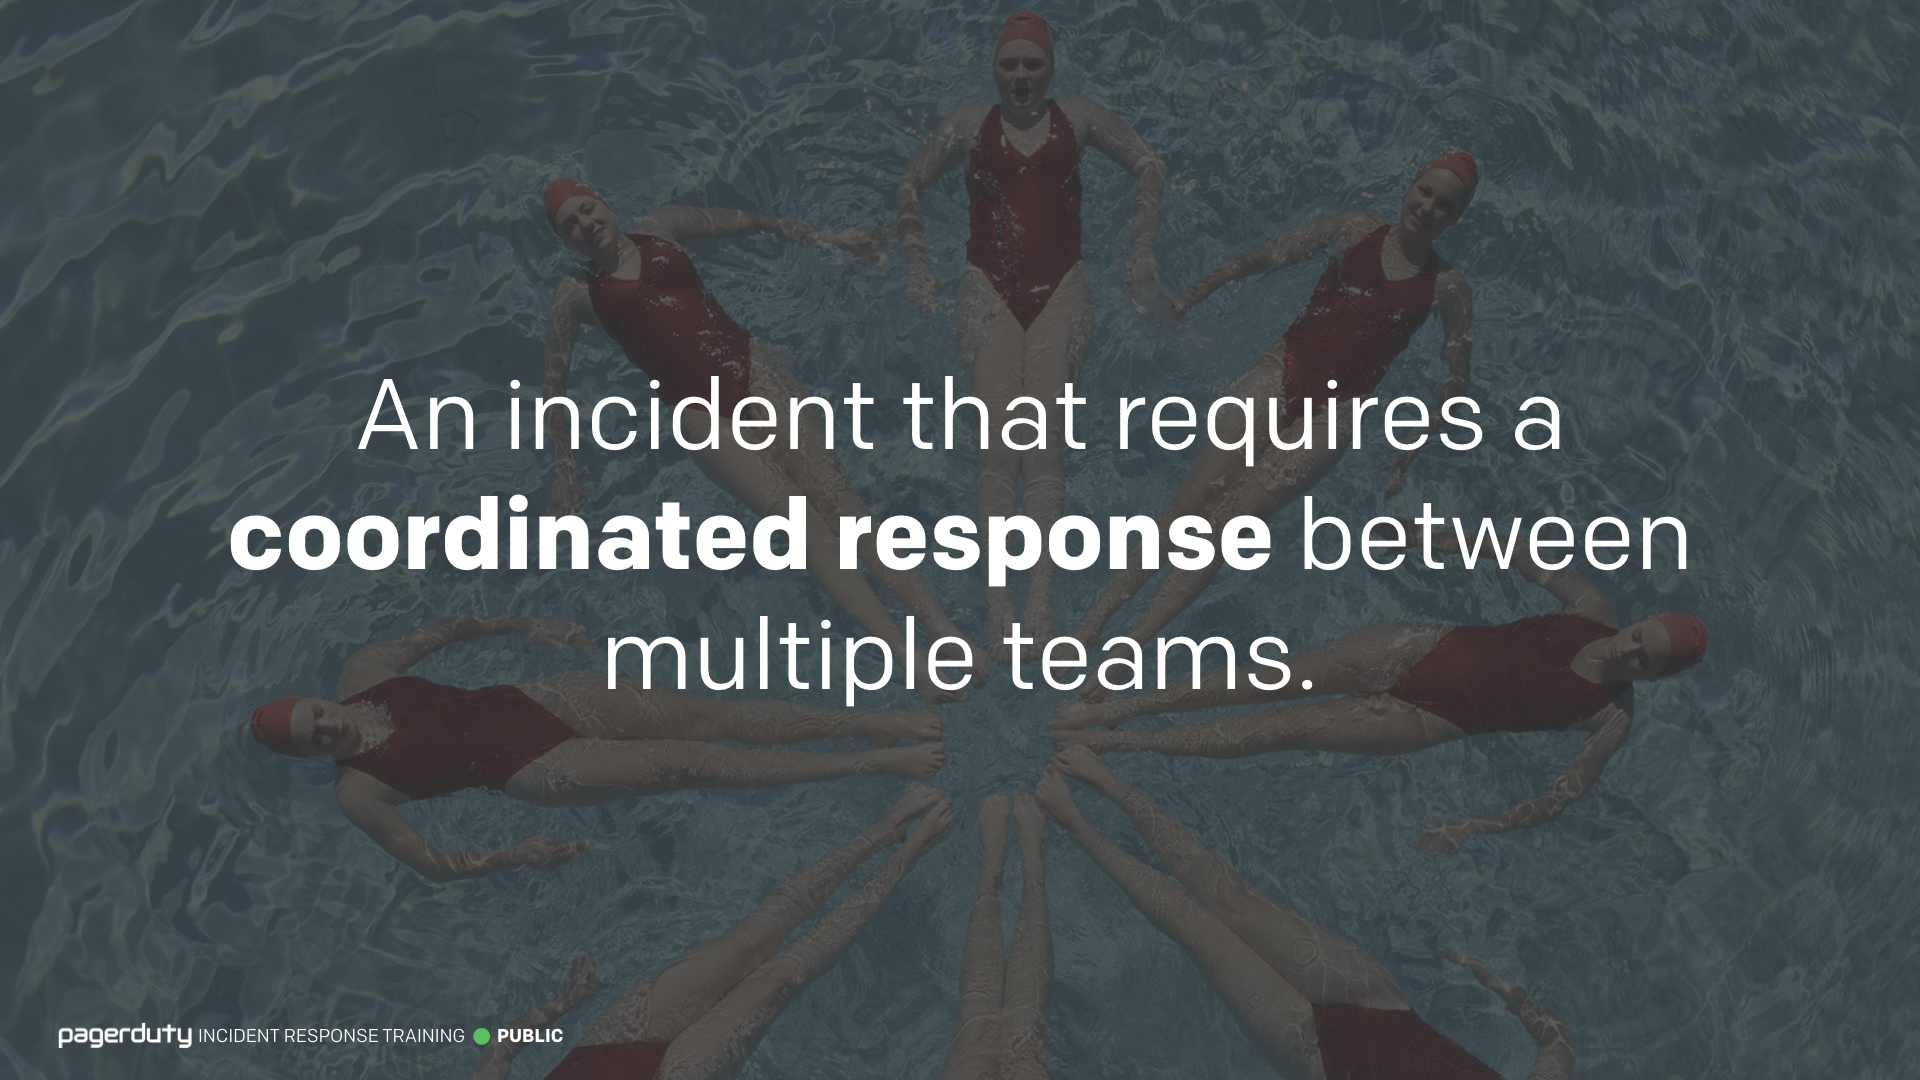 An incident that requires a
coordinated response between
multiple teams.
pagerduty INCIDENT RESPONSE TRAINING PUBLIC